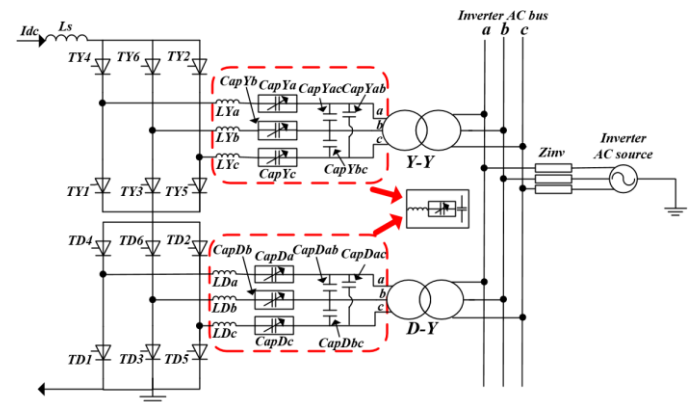 Inverter AC bus
a b c
Idc
Ls
TY4 TY6 TY2
CapYb CapYa CapYac CapYab
LYa
LYb
LYc
CapYc
CapYbc
a
b
c
Y-Y
TY1 TY3 TY5
Zinv
Inverter
AC source
TD4 TD6 TD2
CapDb CapDa CapDab CapDac
LDa
LDb
LDc
CapDc
CapDbc
a
b
c
D-Y
TD1 TD3 TD5